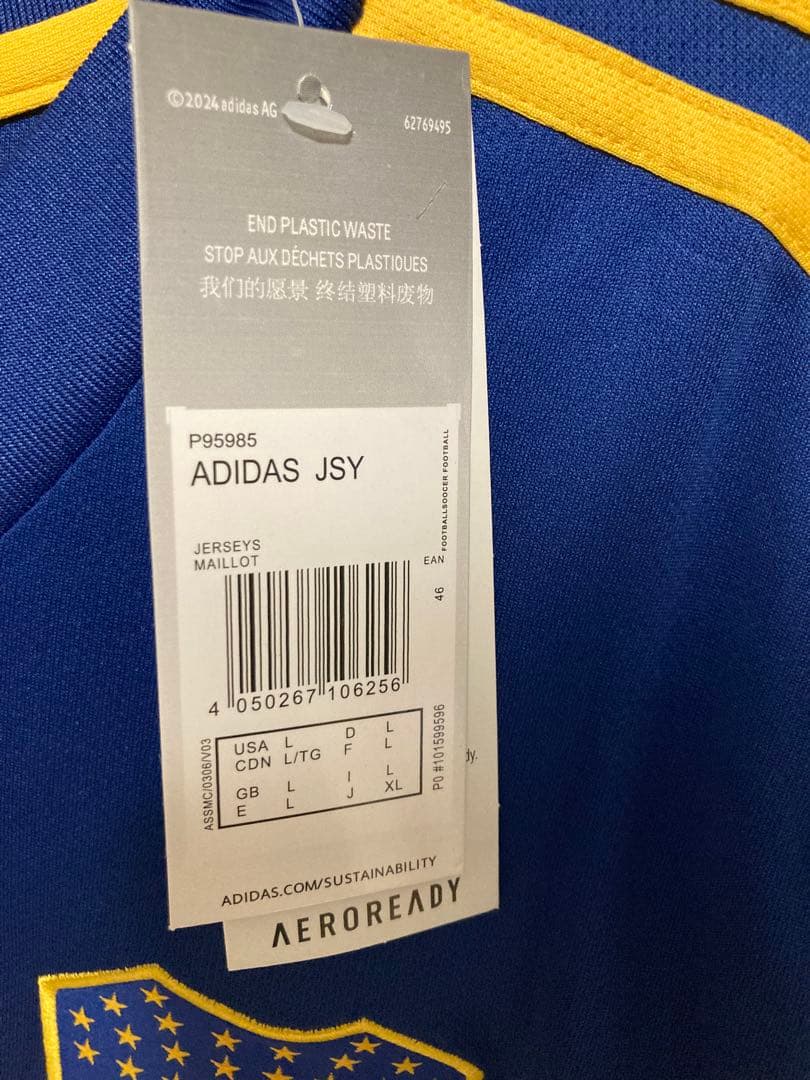 ©2024 adidas AG
62769495
END PLASTIC WASTE
STOP AUX DÉCHETS PLASTIQUES
我们的愿景 终结塑料废物
P95985
ADIDAS JSY
FOOTBALLSOCCER FOOTBALL
JERSEYS
MAILLOT
EAN
46
4 050267 106256
USA L D L
CDN L/TG F L
GB L I L
E L J XL
ASSMC/0306/V03
PO #101599596
dy.
ADIDAS.COM/SUSTAINABILITY
AEROREADY